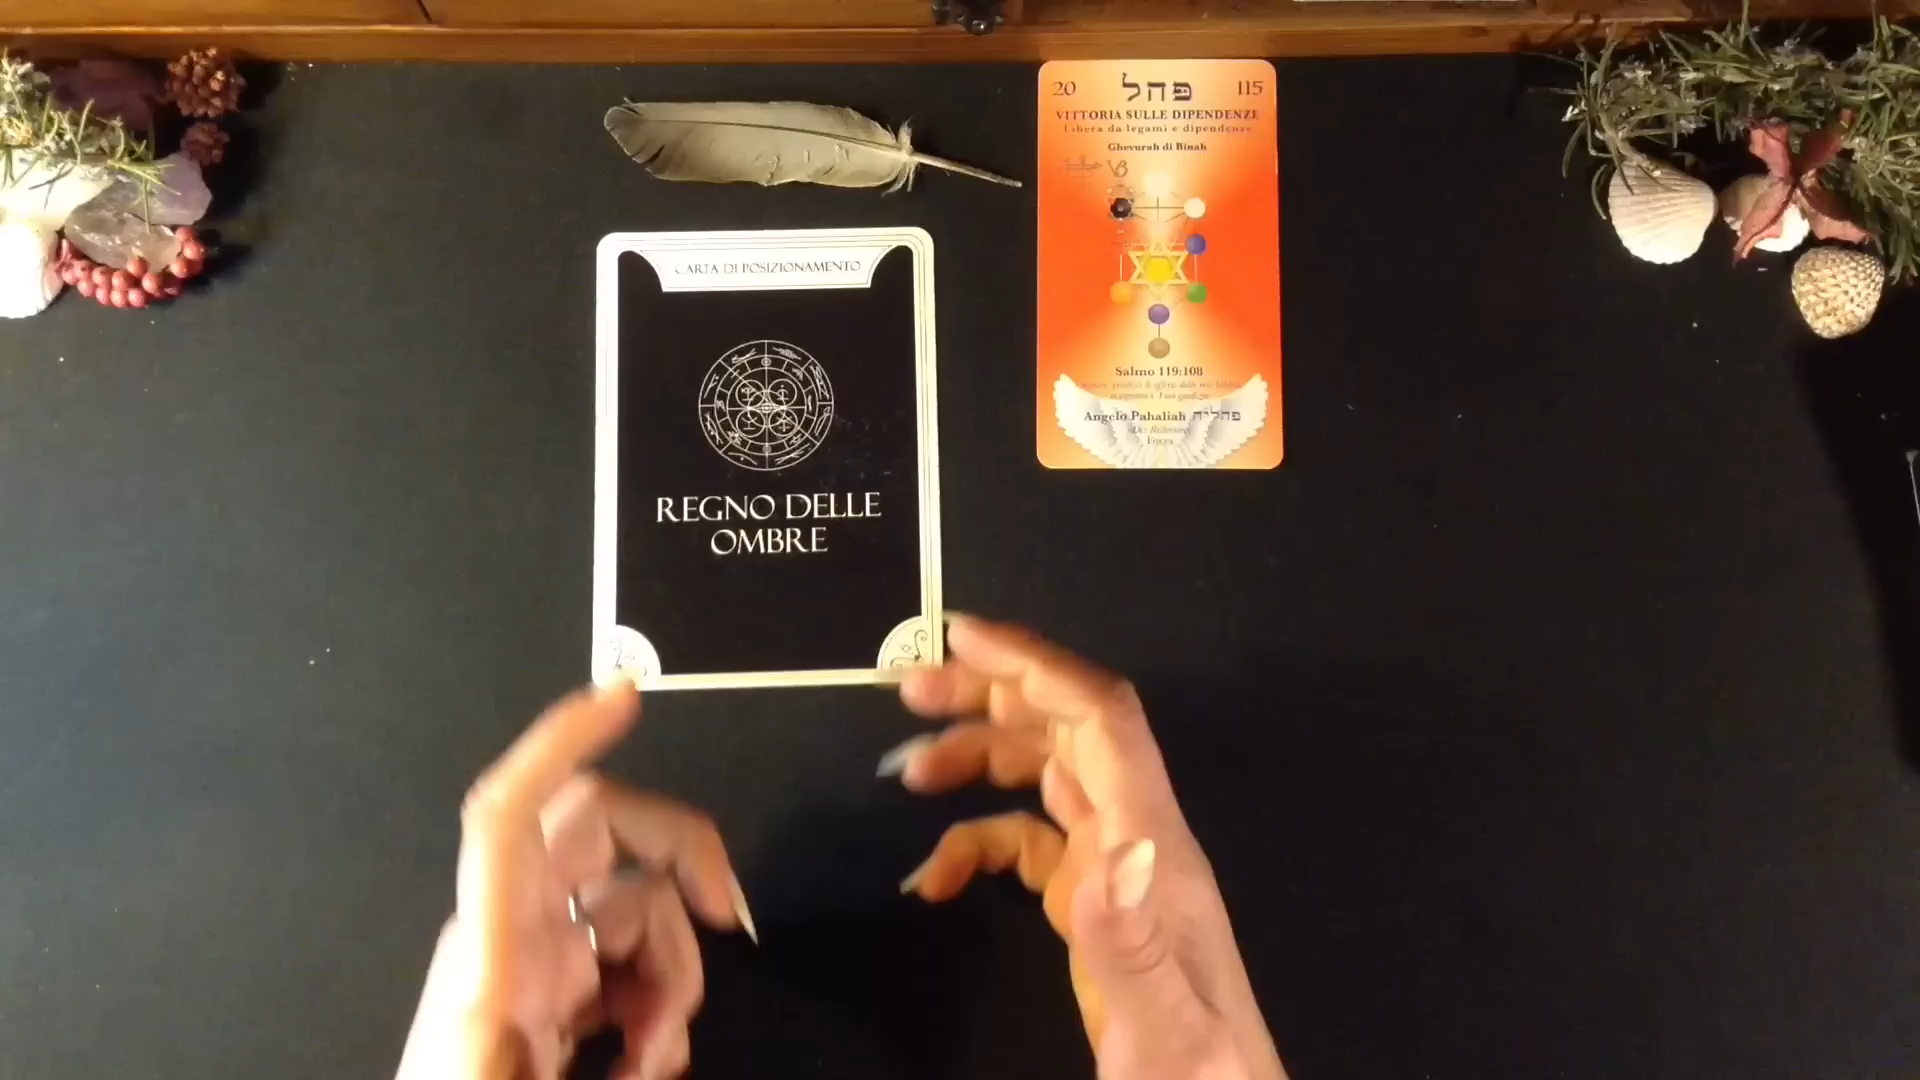 CARTA DI POSIZIONAMENTO
REGNO DELLE
OMBRE
20 פהל 115
VITTORIA SULLE DIPENDENZE
Libera da legami e dipendenze
Ghevurah di Binah
Salmo 119:108
Angelo Pahaliah פהליה
Forza